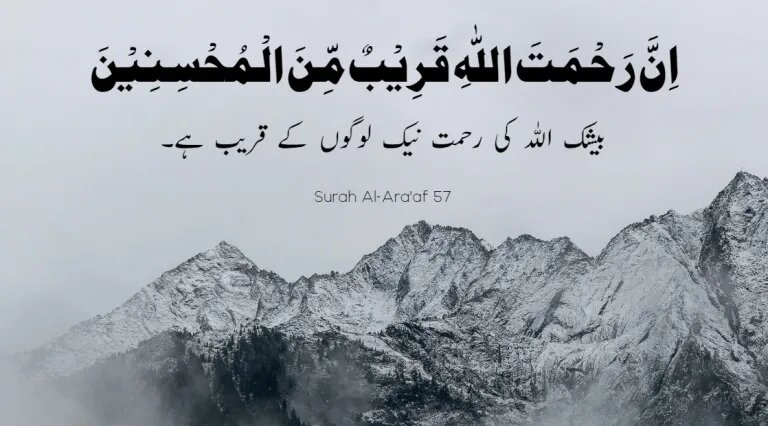 اِنَّ رَحْمَتَ اللّٰهِ قَرِيْبٌ مِّنَ الْمُحْسِنِيْنَ
بیشک اللہ کی رحمت نیک لوگوں کے قریب ہے۔
Surah Al-Ara'af 57